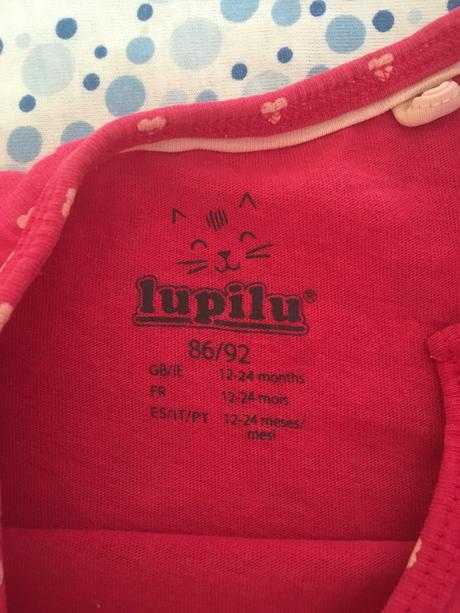 lupilu®
86/92
GB/IE 12-24 months
FR 12-24 mois
ES/IT/PT 12-24 meses/
mesi